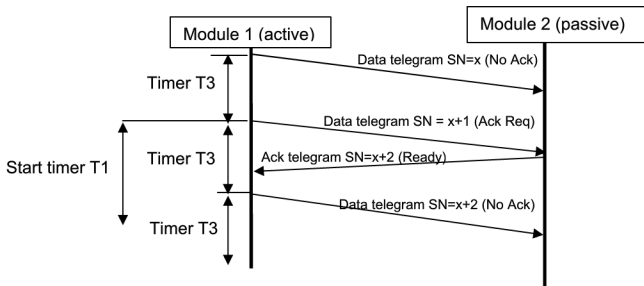 Module 1 (active)
Module 2 (passive)
Data telegram SN=x (No Ack)
Timer T3
Data telegram SN = x+1 (Ack Req)
Start timer T1
Timer T3
Ack telegram SN=x+2 (Ready)
Data telegram SN=x+2 (No Ack)
Timer T3